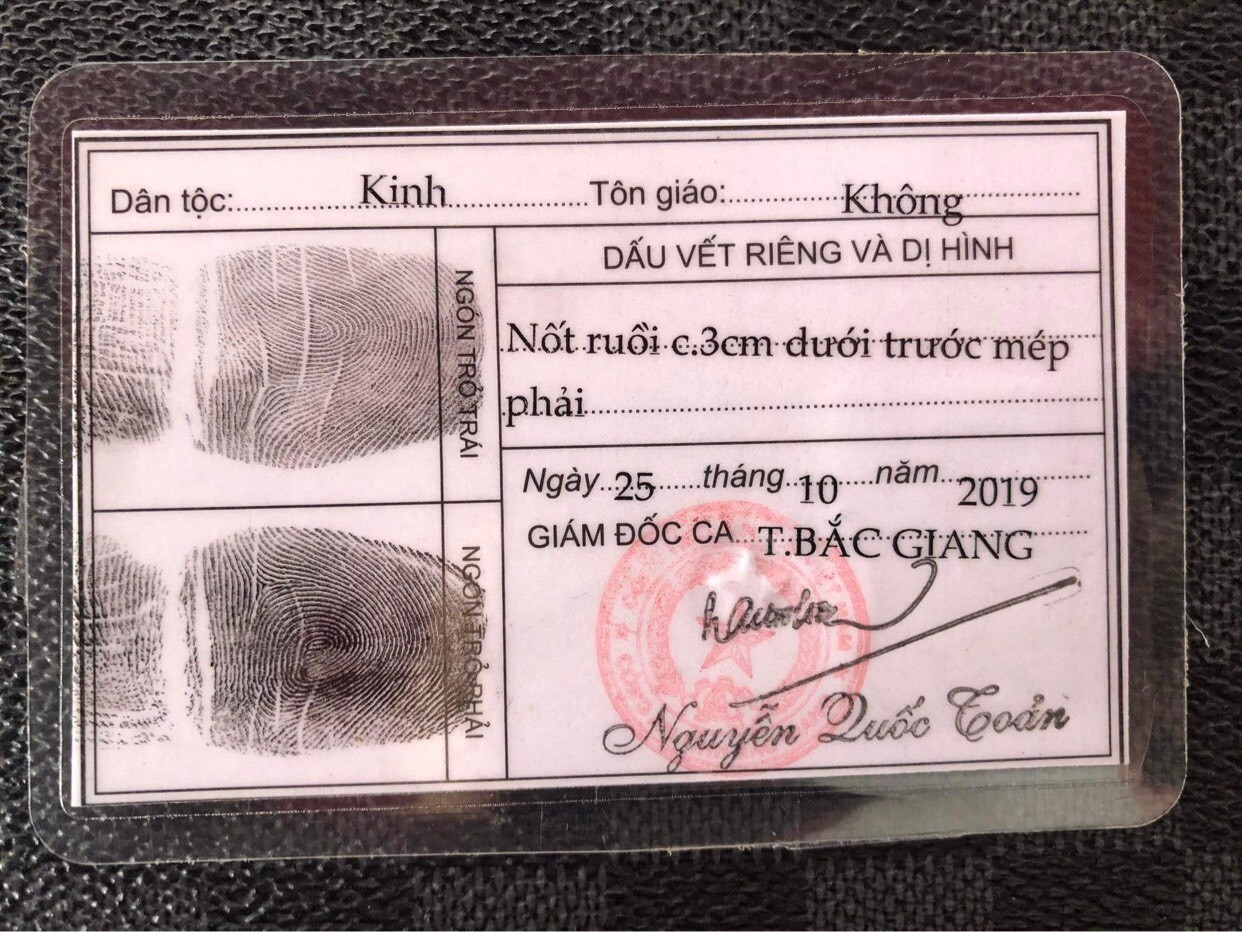 Dân tộc: Kinh Tôn giáo: Không
NGÓN TRỎ TRÁI
NGÓN TRỎ PHẢI
DẤU VẾT RIÊNG VÀ DỊ HÌNH
Nốt ruồi c.3cm dưới trước mép
phải
Ngày 25 tháng 10 năm 2019
GIÁM ĐỐC CA T.BẮC GIANG
Nguyễn Quốc Toản